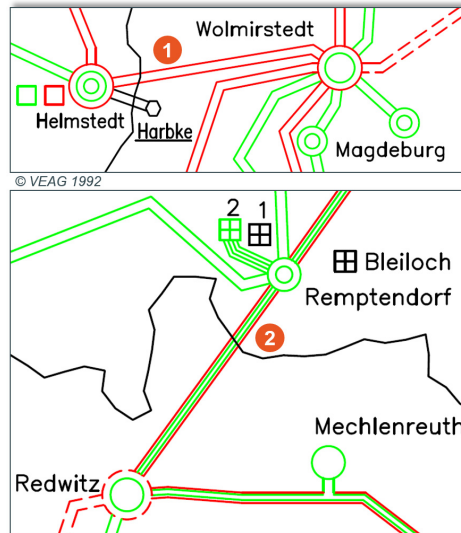 1
Wolmirstedt
Helmstedt
Harbke
Magdeburg
© VEAG 1992
2 1
Bleiloch
Remptendorf
2
Mechlenreuth
Redwitz